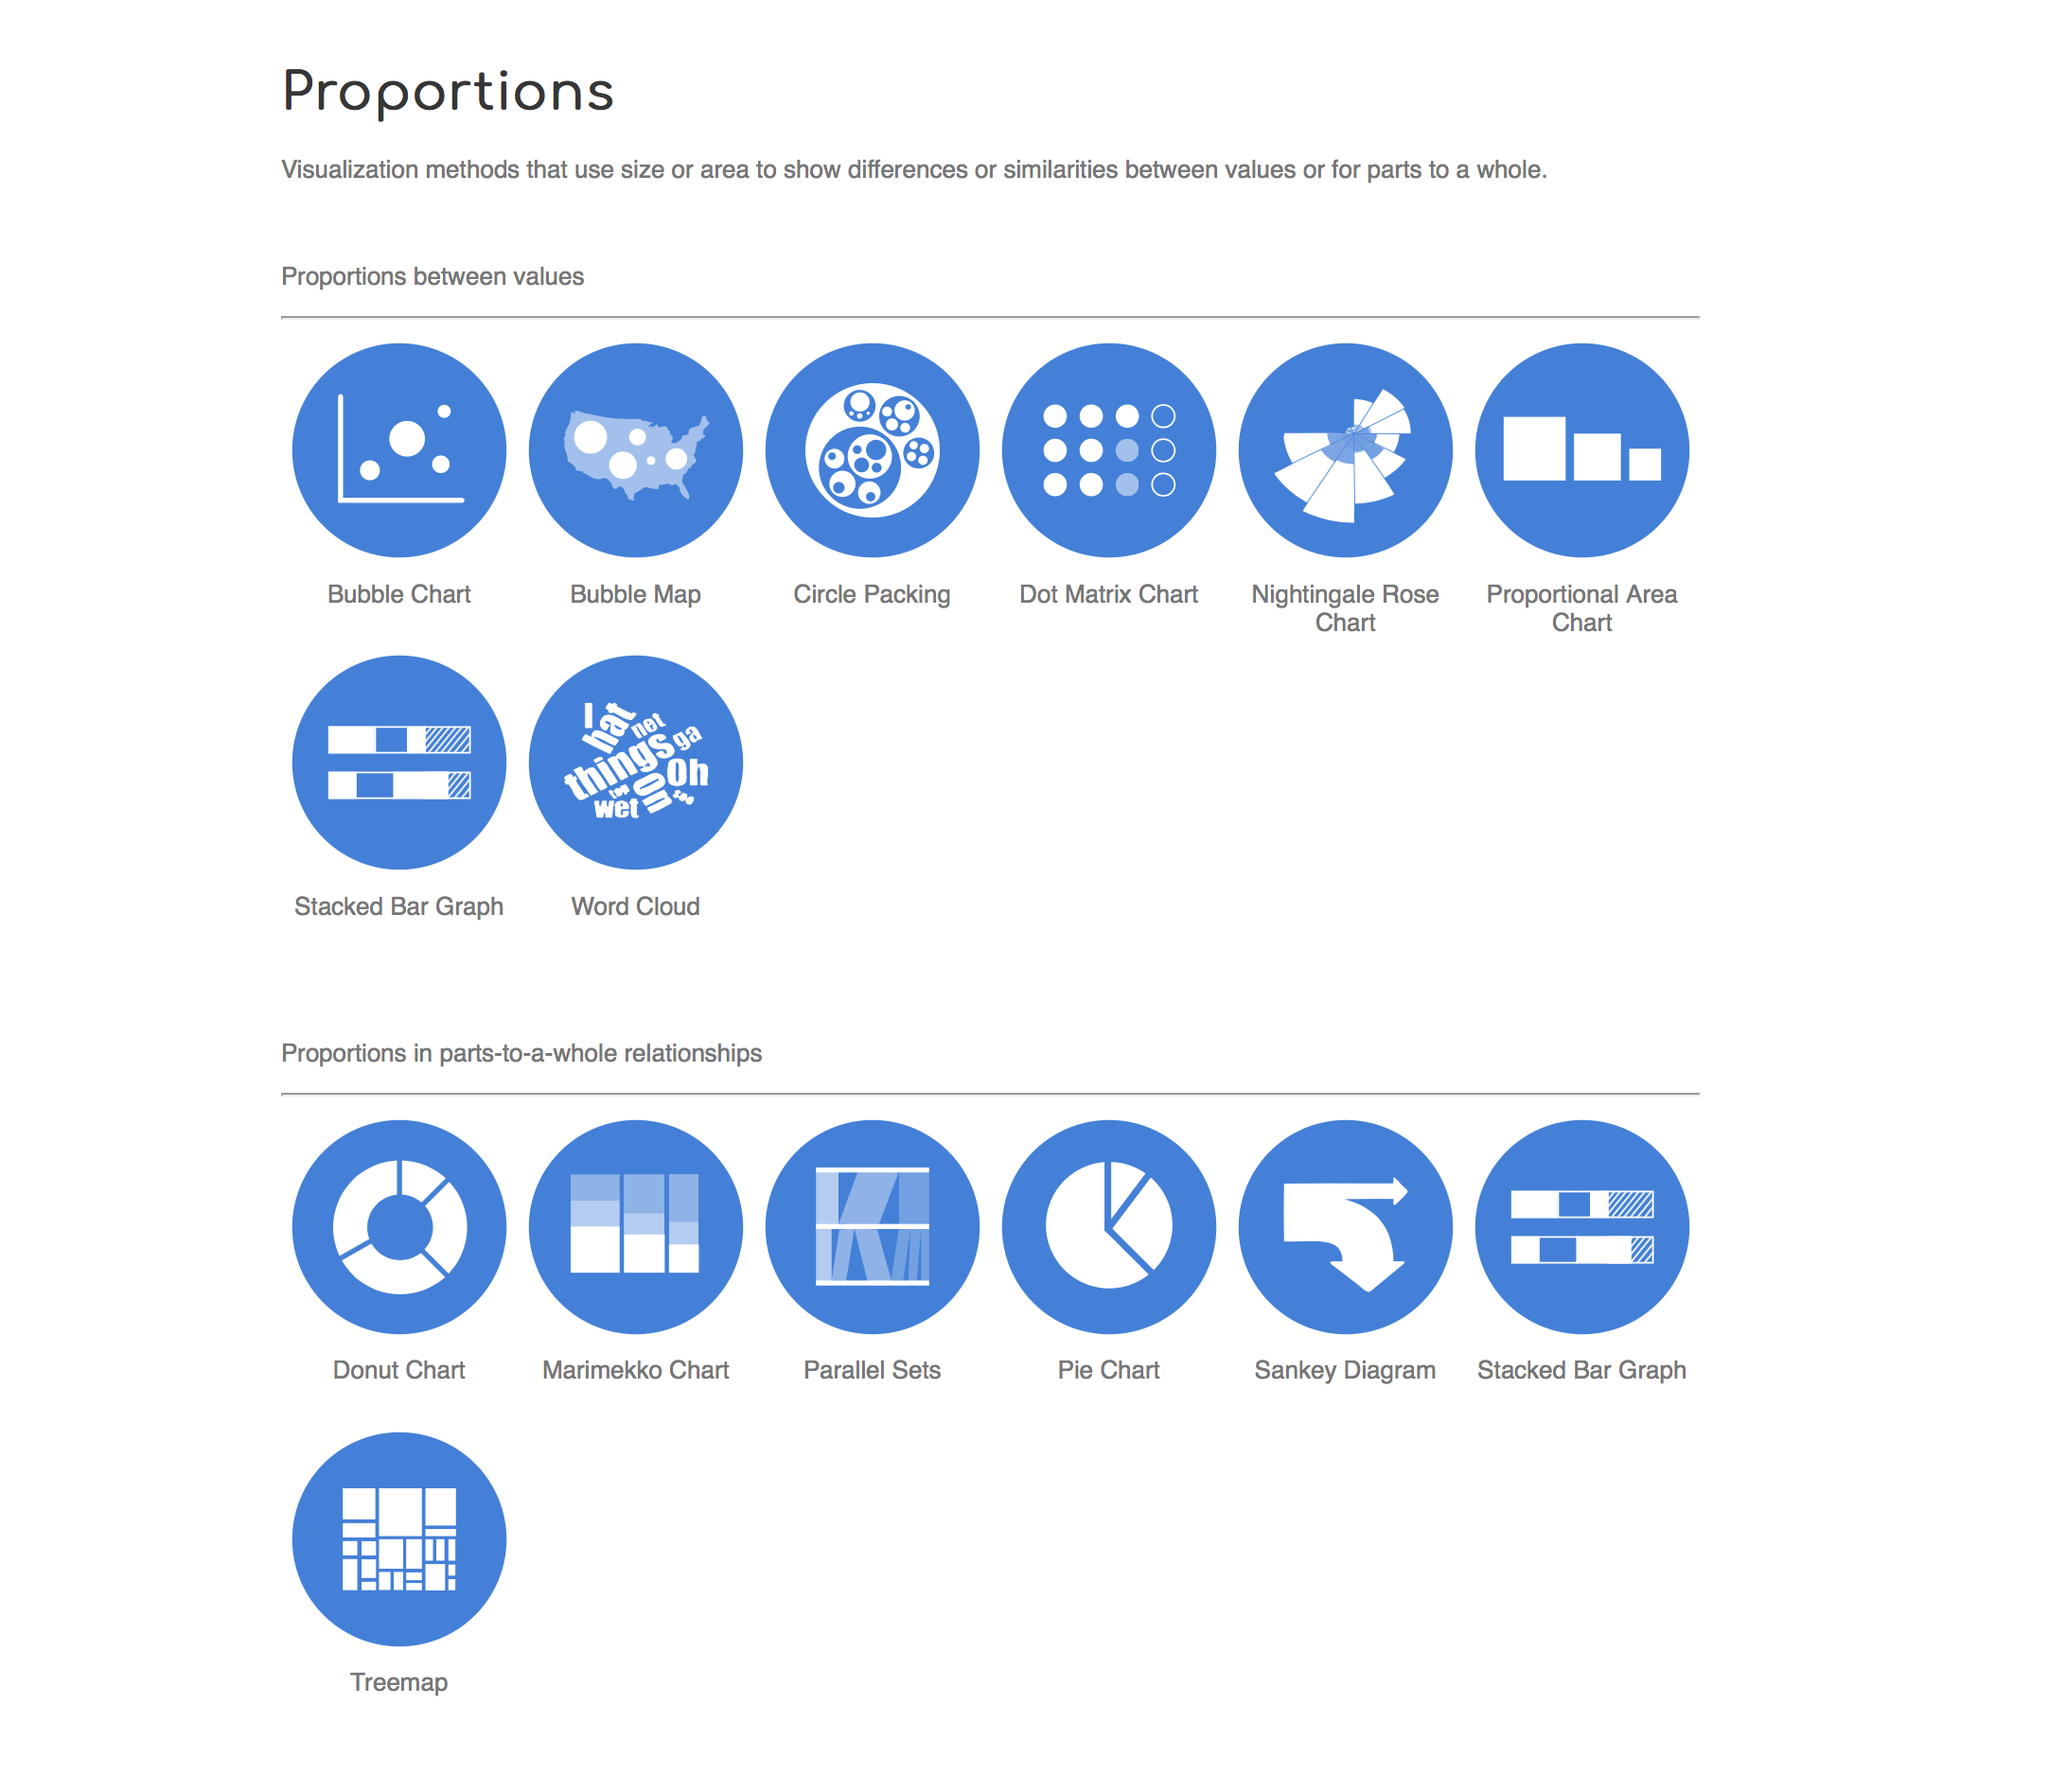 Proportions
Visualization methods that use size or area to show differences or similarities between values or for parts to a whole.
Proportions between values
Bubble Chart
Bubble Map
Circle Packing
Dot Matrix Chart
Nightingale Rose
Chart
Proportional Area
Chart
I
hat
net
ga
things
Oh
on
wet
Stacked Bar Graph
Word Cloud
Proportions in parts-to-a-whole relationships
Donut Chart
Marimekko Chart
Parallel Sets
Pie Chart
Sankey Diagram
Stacked Bar Graph
Treemap